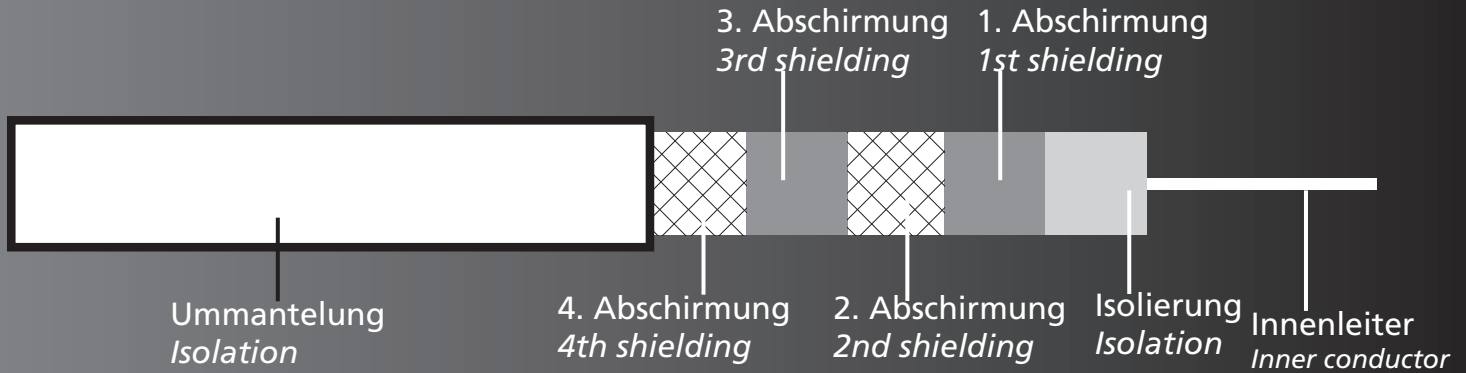 3. Abschirmung
3rd shielding
1. Abschirmung
1st shielding
Ummantelung
Isolation
4. Abschirmung
4th shielding
2. Abschirmung
2nd shielding
Isolierung
Isolation
Innenleiter
Inner conductor